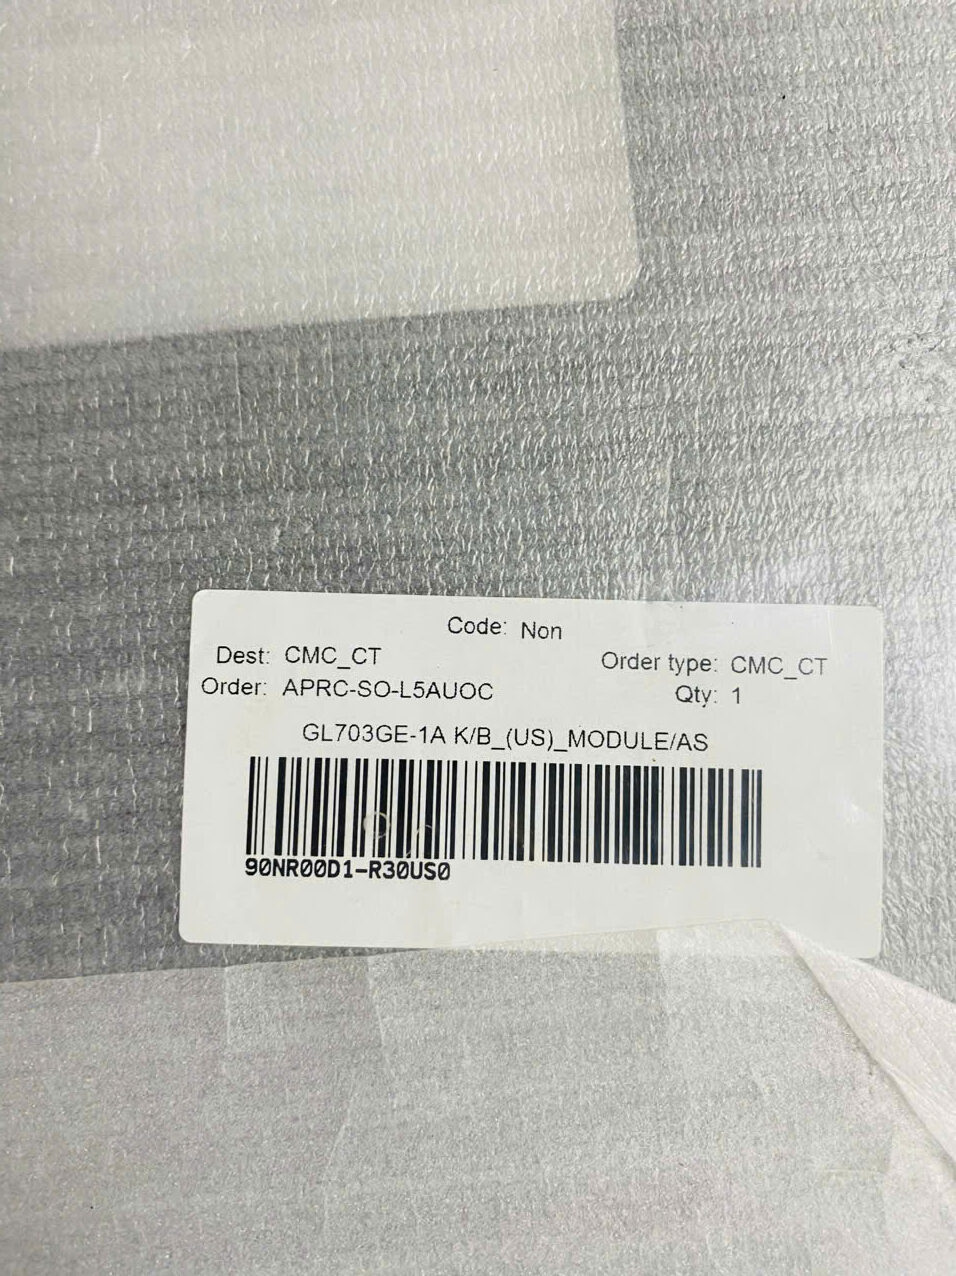 Code: Non
Dest: CMC_CT Order type: CMC_CT
Order: APRC-SO-L5AUOC Qty: 1
GL703GE-1A K/B_(US)_MODULE/AS
90NR00D1-R30US0